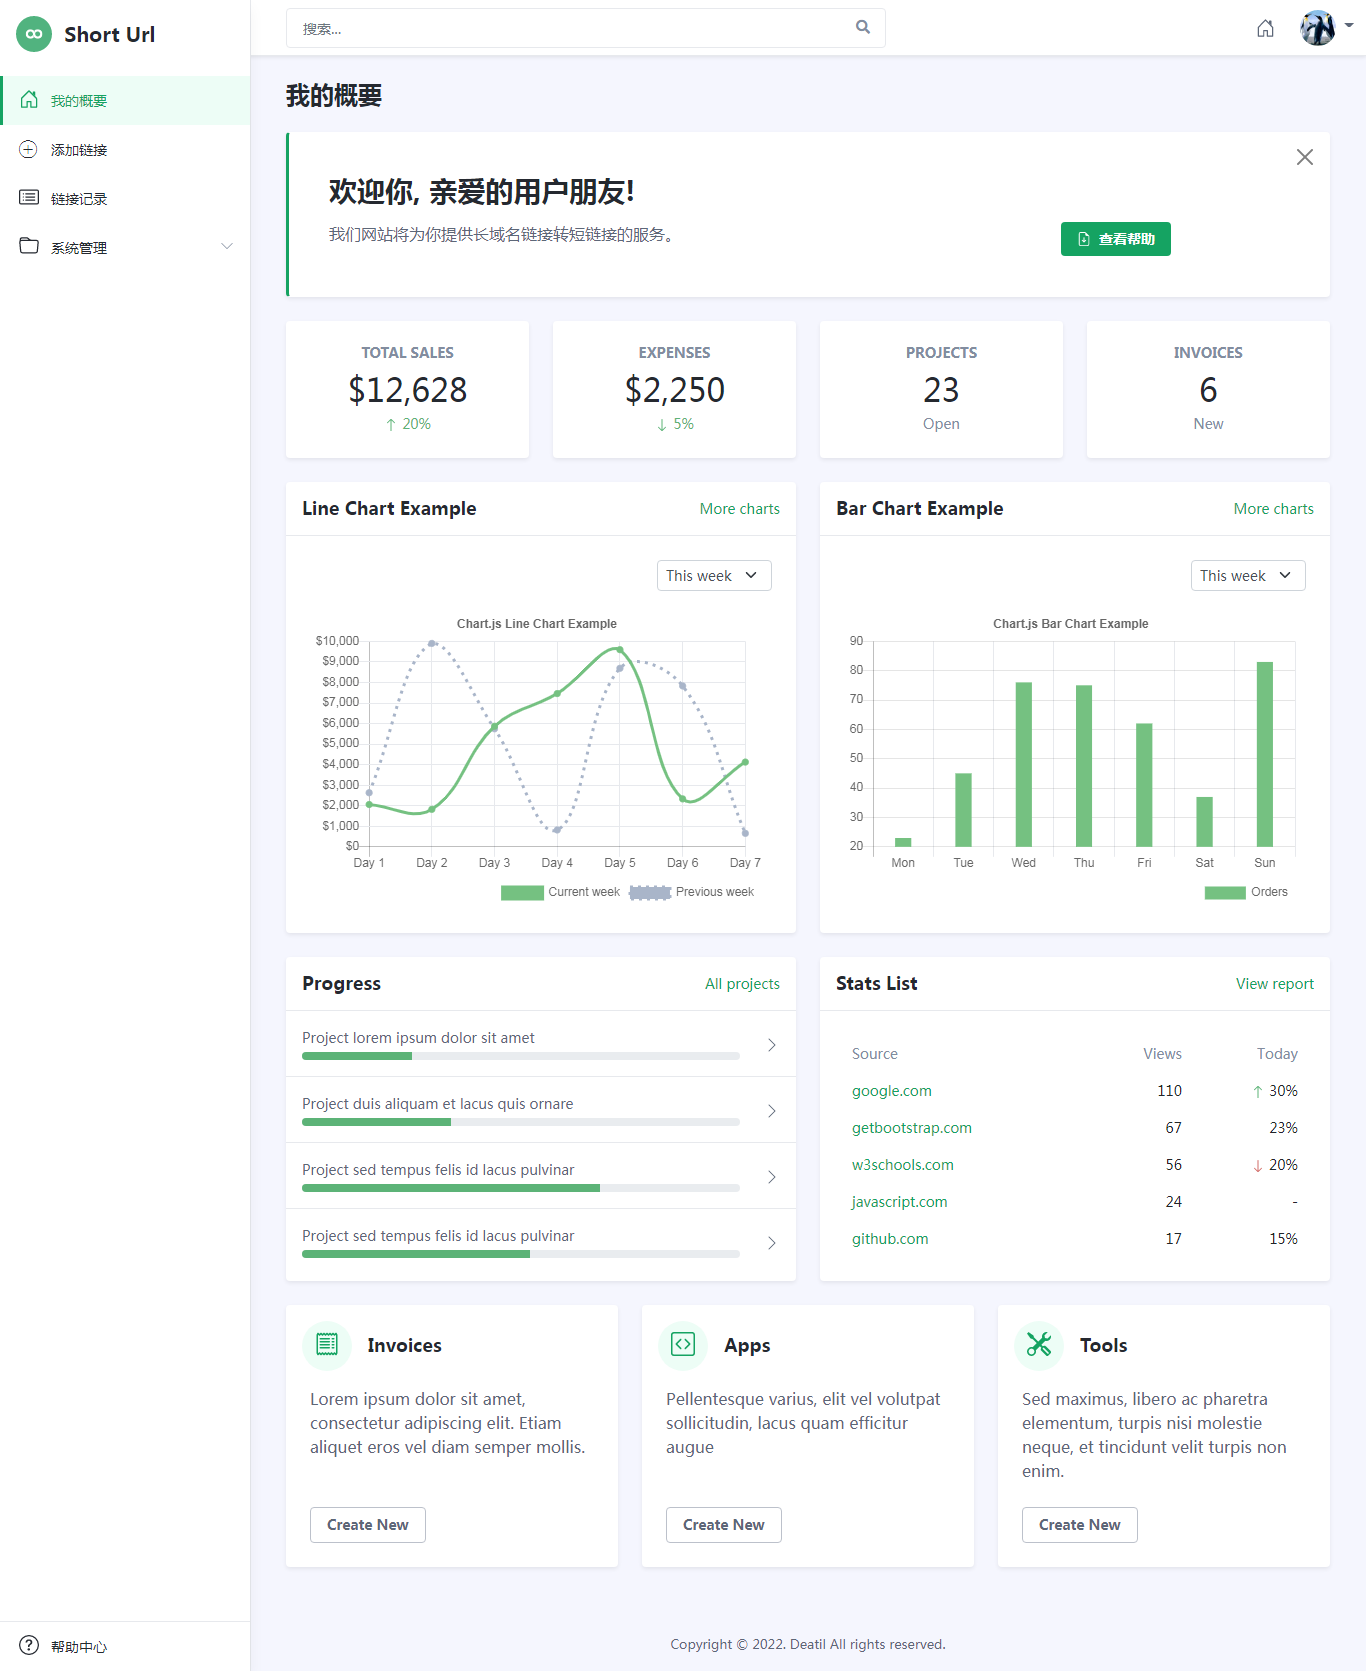 Short Url
搜索...
我的概要
添加链接
链接记录
系统管理
我的概要
欢迎你, 亲爱的用户朋友!
我们网站将为你提供长域名链接转短链接的服务。
查看帮助
TOTAL SALES
$12,628
↑ 20%
EXPENSES
$2,250
↓ 5%
PROJECTS
23
Open
INVOICES
6
New
Line Chart Example
More charts
This week
Chart.js Line Chart Example
$10,000
$9,000
$8,000
$7,000
$6,000
$5,000
$4,000
$3,000
$2,000
$1,000
$0
Day 1 Day 2 Day 3 Day 4 Day 5 Day 6 Day 7
Current week Previous week
Bar Chart Example
More charts
This week
Chart.js Bar Chart Example
90
80
70
60
50
40
30
20
Mon Tue Wed Thu Fri Sat Sun
Orders
Progress
All projects
Project lorem ipsum dolor sit amet
Project duis aliquam et lacus quis ornare
Project sed tempus felis id lacus pulvinar
Project sed tempus felis id lacus pulvinar
Stats List
View report
Source Views Today
google.com 110 ↑ 30%
getbootstrap.com 67 23%
w3schools.com 56 ↓ 20%
javascript.com 24 -
github.com 17 15%
Invoices
Lorem ipsum dolor sit amet,
consectetur adipiscing elit. Etiam
aliquet eros vel diam semper mollis.
Create New
Apps
Pellentesque varius, elit vel volutpat
sollicitudin, lacus quam efficitur
augue
Create New
Tools
Sed maximus, libero ac pharetra
elementum, turpis nisi molestie
neque, et tincidunt velit turpis non
enim.
Create New
帮助中心
Copyright © 2022. Deatil All rights reserved.